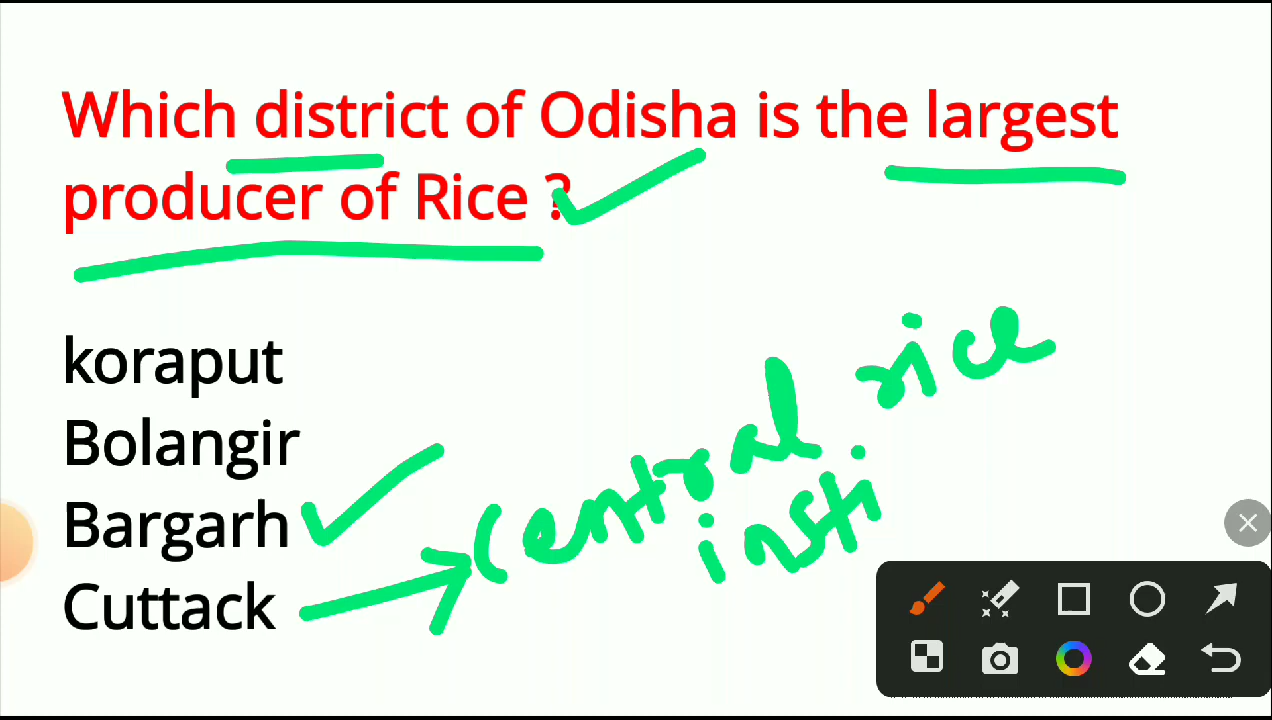 Which district of Odisha is the largest
producer of Rice ?
koraput
Bolangir
Bargarh
Cuttack
central rice
insti